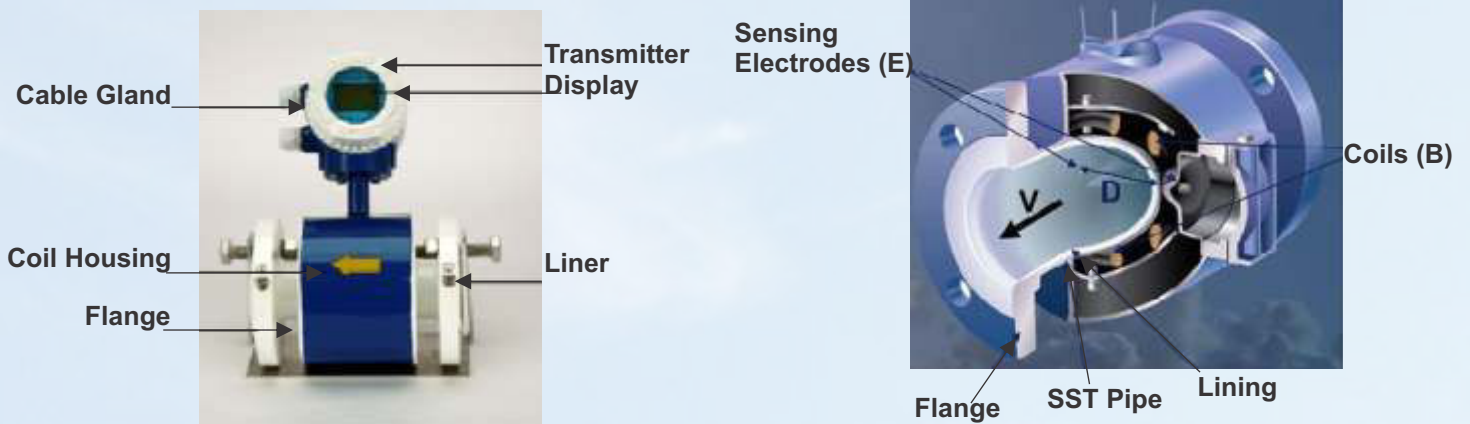 Cable Gland
Transmitter
Display
Coil Housing
Flange
Liner
Sensing
Electrodes (E)
Coils (B)
V
D
Flange
SST Pipe
Lining